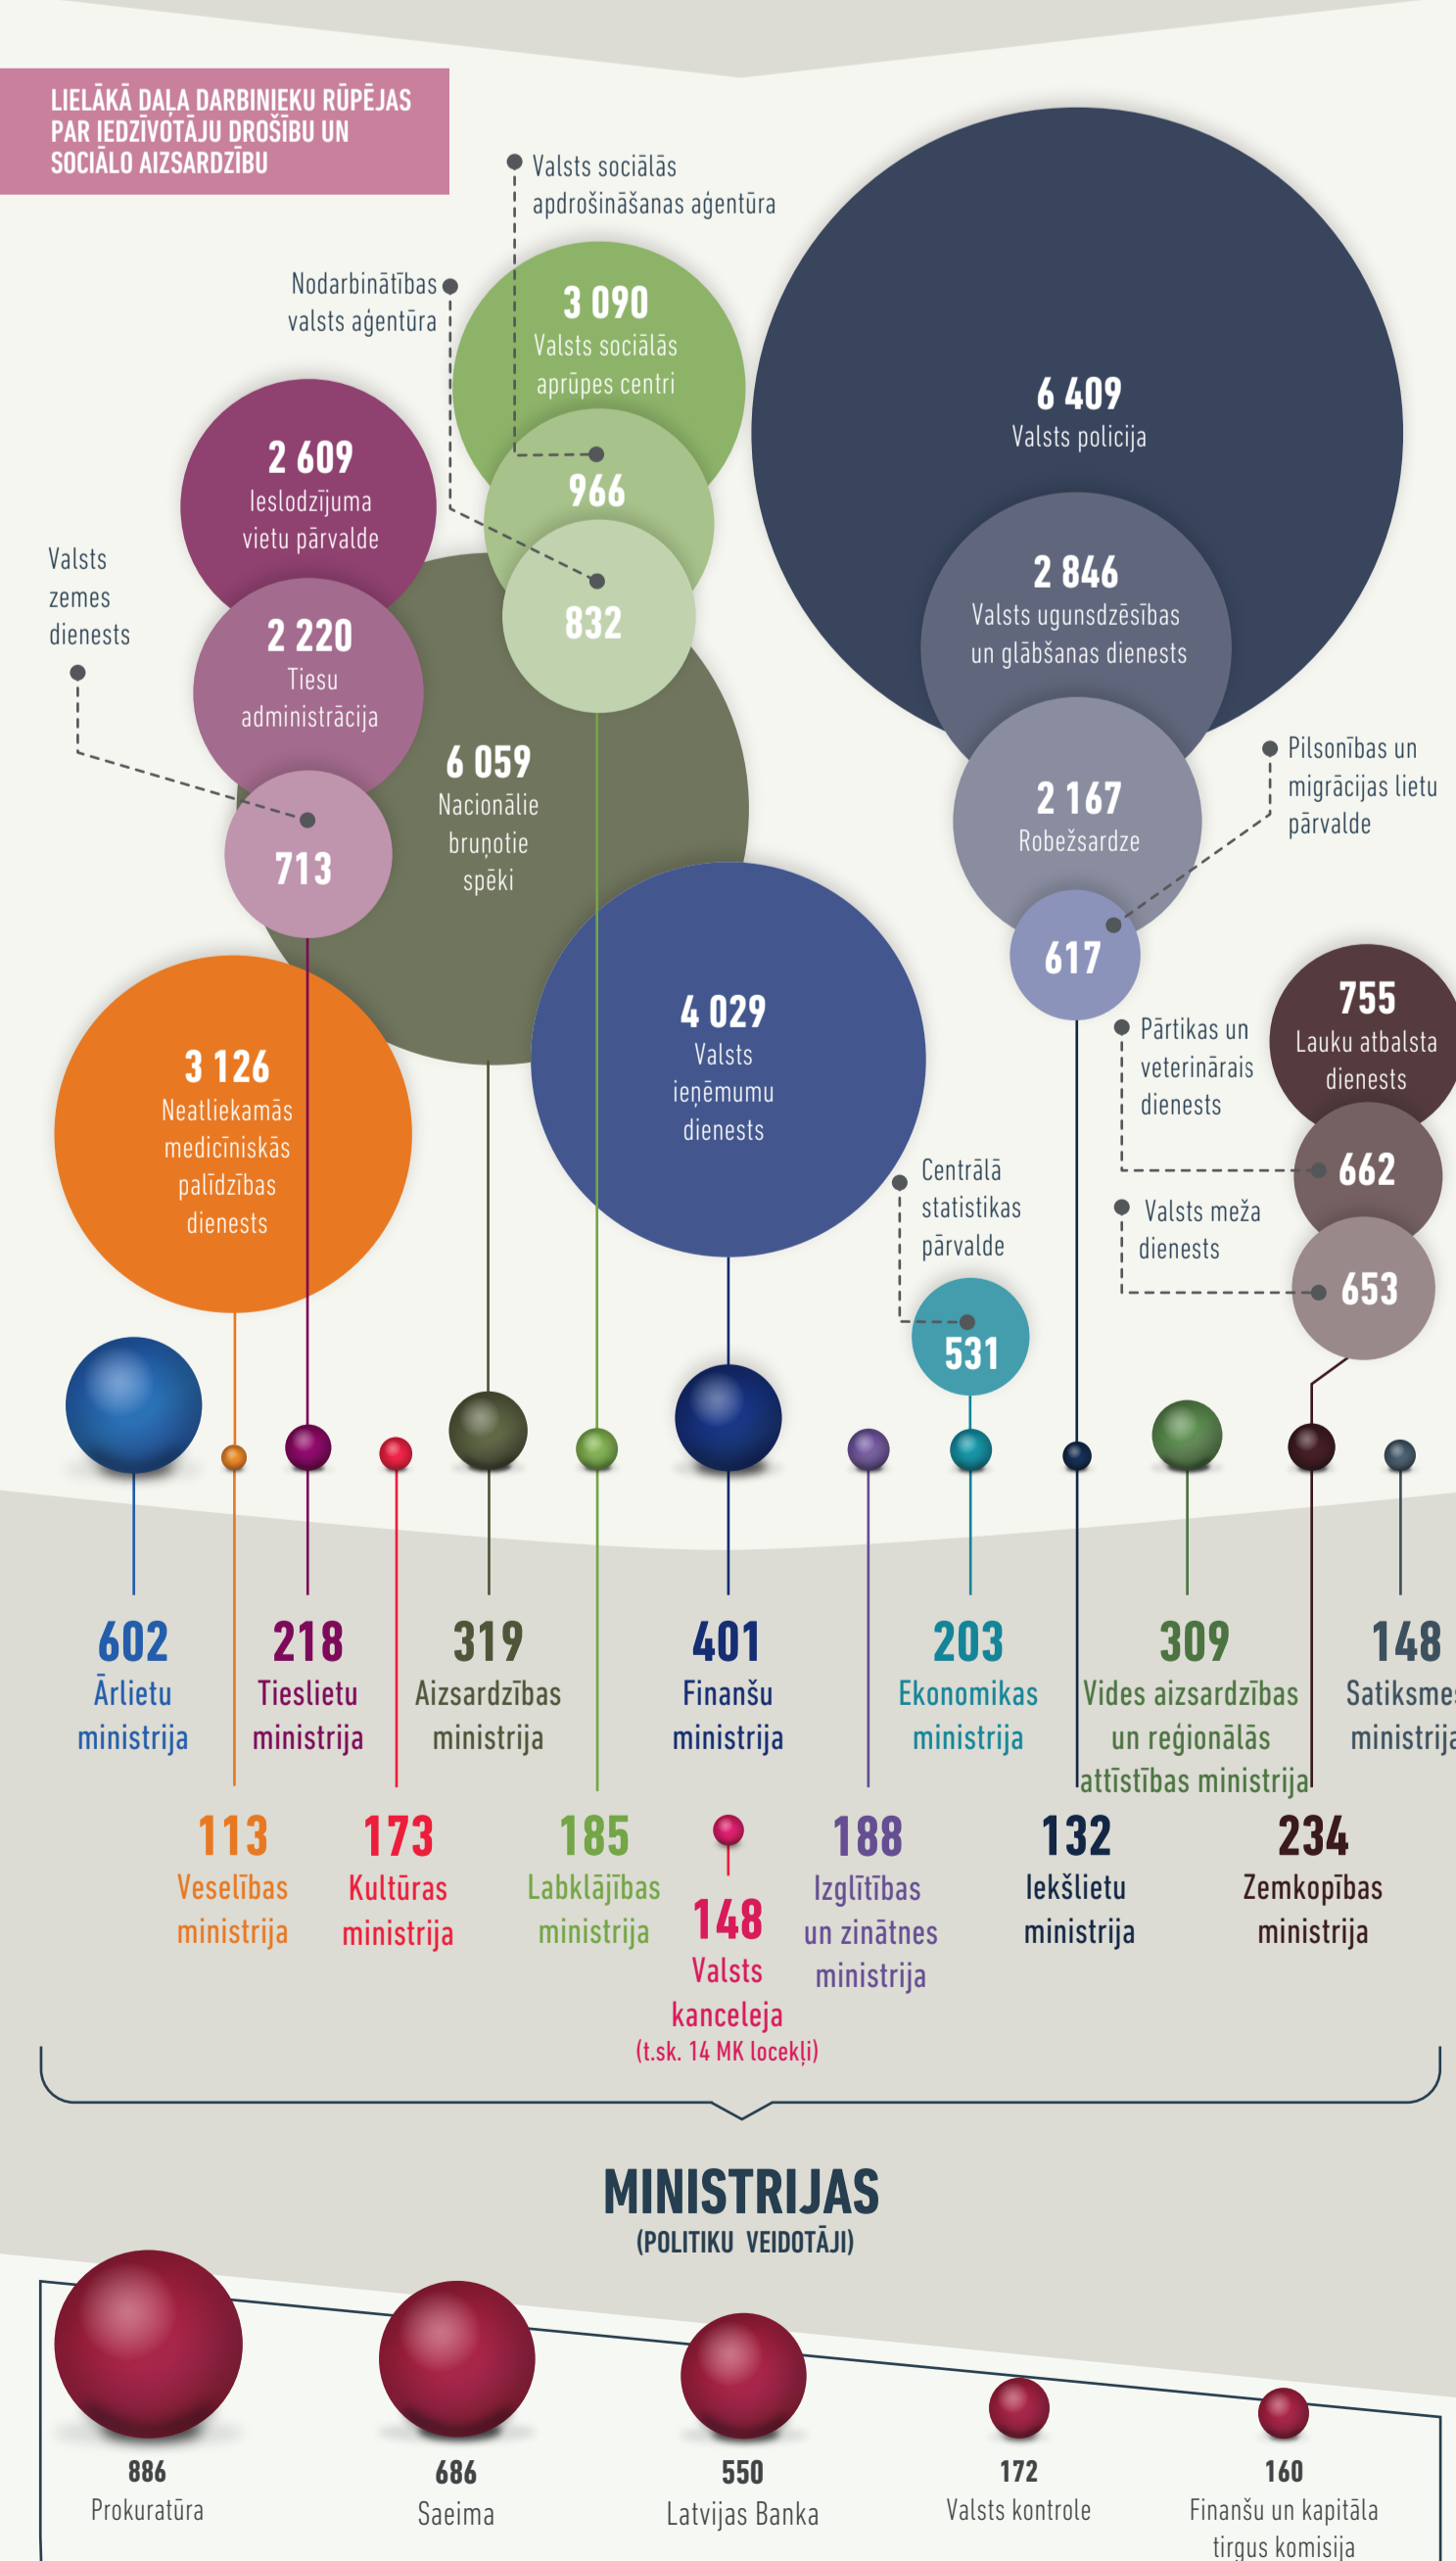 LIELĀKĀ DAĻA DARBINIEKU RŪPĒJAS
PAR IEDZĪVOTĀJU DROŠĪBU UN
SOCIĀLO AIZSARDZĪBU
Valsts sociālās
apdrošināšanas aģentūra
Nodarbinātības
valsts aģentūra
3 090
Valsts sociālās
aprūpes centri
966
832
6 409
Valsts policija
2 846
Valsts ugunsdzēsības
un glābšanas dienests
2 167
Robežsardze
617
Pilsonības un
migrācijas lietu
pārvalde
2 609
Ieslodzījuma
vietu pārvalde
2 220
Tiesu
administrācija
713
Valsts
zemes
dienests
6 059
Nacionālie
bruņotie
spēki
4 029
Valsts
ieņēmumu
dienests
3 126
Neatliekamās
medicīniskās
palīdzības
dienests
755
Lauku atbalsta
dienests
Pārtikas un
veterinārais
dienests
662
Valsts meža
dienests
653
Centrālā
statistikas
pārvalde
531
602
Ārlietu
ministrija
218
Tieslietu
ministrija
319
Aizsardzības
ministrija
401
Finanšu
ministrija
203
Ekonomikas
ministrija
309
Vides aizsardzības
un reģionālās
attīstības ministrija
148
Satiksmes
ministrija
113
Veselības
ministrija
173
Kultūras
ministrija
185
Labklājības
ministrija
148
Valsts
kanceleja
(t.sk. 14 MK locekļi)
188
Izglītības
un zinātnes
ministrija
132
Iekšlietu
ministrija
234
Zemkopības
ministrija
MINISTRIJAS
(POLITIKU VEIDOTĀJI)
886
Prokuratūra
686
Saeima
550
Latvijas Banka
172
Valsts kontrole
160
Finanšu un kapitāla
tirgus komisija